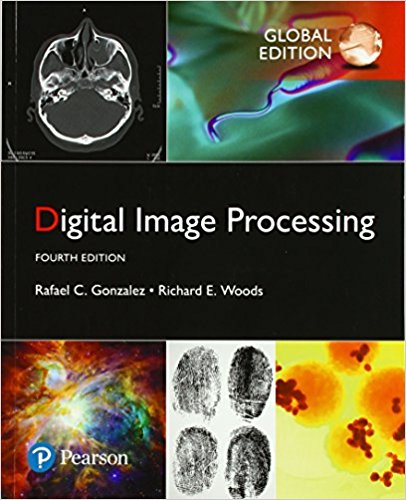 GLOBAL
EDITION
Digital Image Processing
FOURTH EDITION
Rafael C. Gonzalez • Richard E. Woods
Pearson